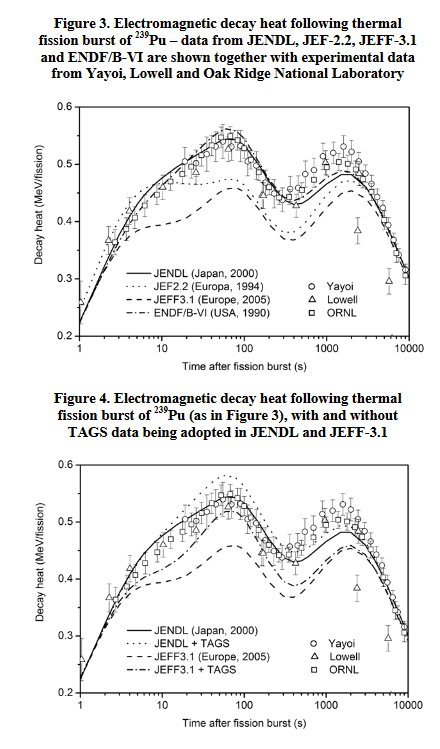 Figure 3. Electromagnetic decay heat following thermal
fission burst of ²³⁹Pu – data from JENDL, JEF-2.2, JEFF-3.1
and ENDF/B-VI are shown together with experimental data
from Yayoi, Lowell and Oak Ridge National Laboratory
0.6
0.5
0.4
0.3
0.2
Decay heat (MeV/fission)
JENDL (Japan, 2000)
JEF2.2 (Europa, 1994)
JEFF3.1 (Europe, 2005)
ENDF/B-VI (USA, 1990)
Yayoi
Lowell
ORNL
1 10 100 1000 10000
Time after fission burst (s)
Figure 4. Electromagnetic decay heat following thermal
fission burst of ²³⁹Pu (as in Figure 3), with and without
TAGS data being adopted in JENDL and JEFF-3.1
0.6
0.5
0.4
0.3
0.2
Decay heat (MeV/fission)
JENDL (Japan, 2000)
JENDL + TAGS
JEFF3.1 (Europe, 2005)
JEFF3.1 + TAGS
Yayoi
Lowell
ORNL
1 10 100 1000 10000
Time after fission burst (s)